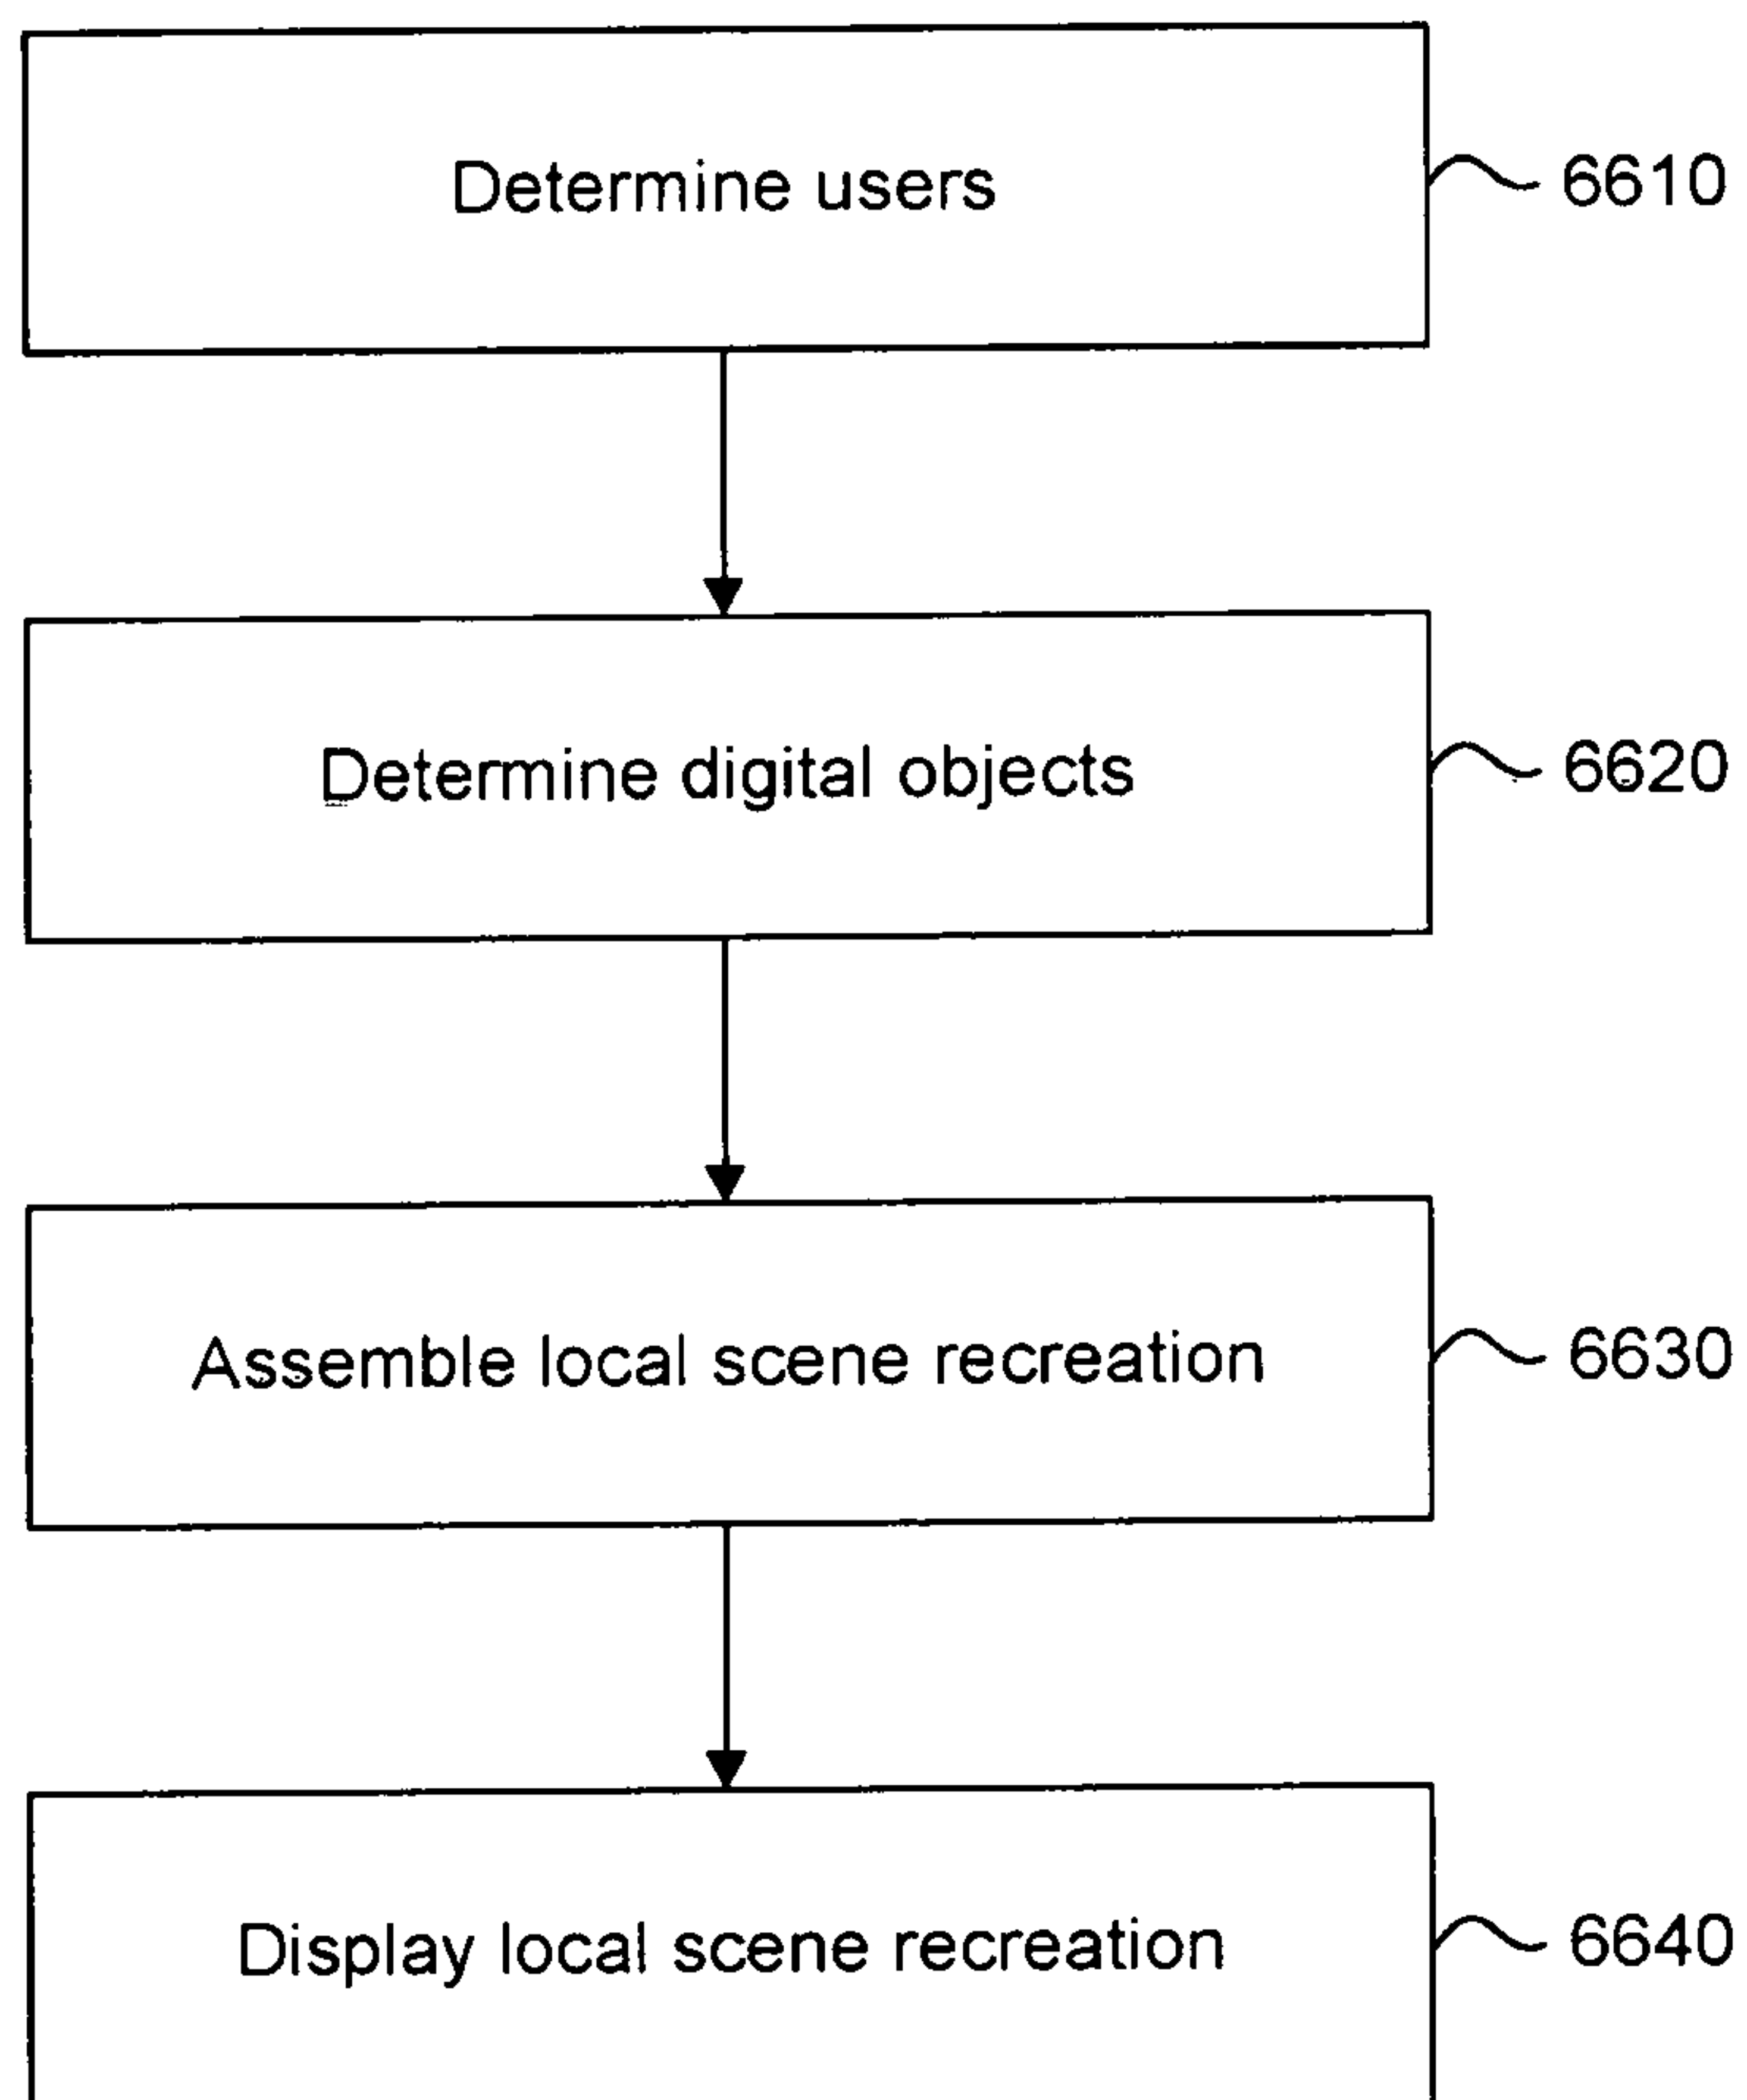 Determine users
6610
Determine digital objects
6620
Assemble local scene recreation
6630
Display local scene recreation
6640